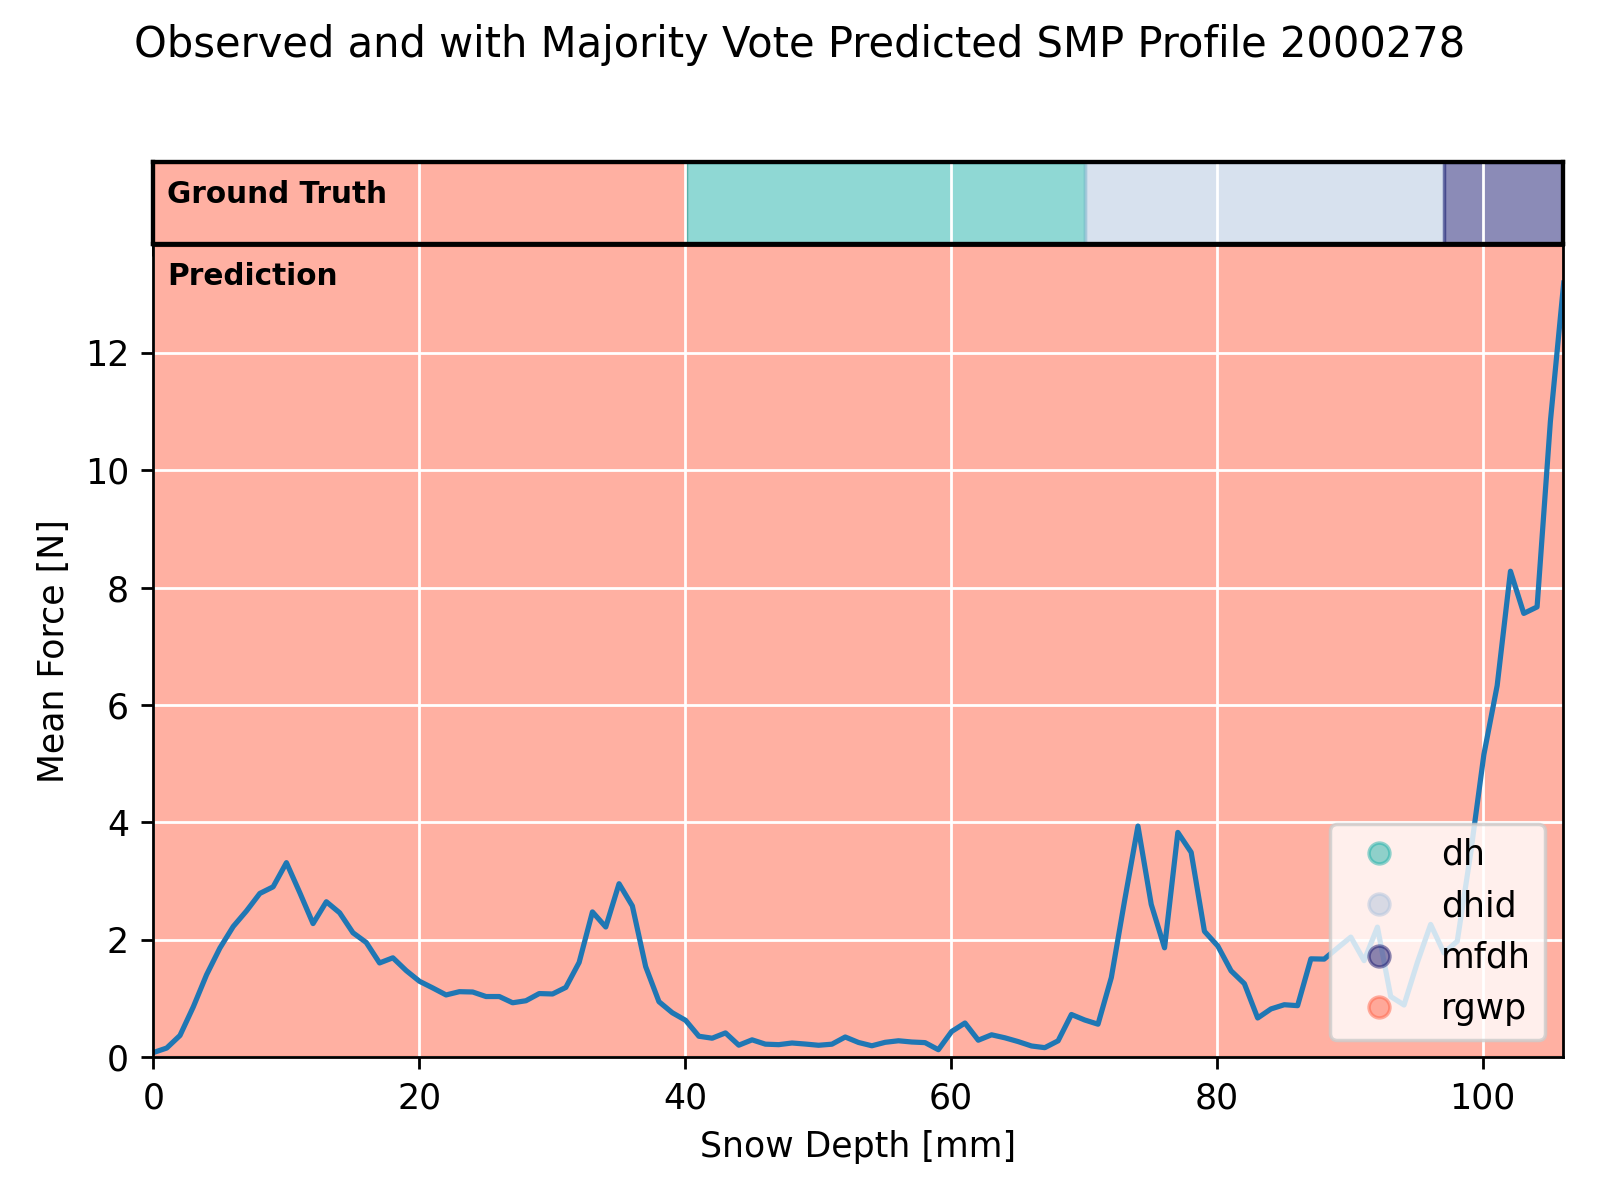 Observed and with Majority Vote Predicted SMP Profile 2000278
Ground Truth
Prediction
12
10
8
6
4
2
0
Mean Force [N]
dh
dhid
mfdh
rgwp
0 20 40 60 80 100
Snow Depth [mm]